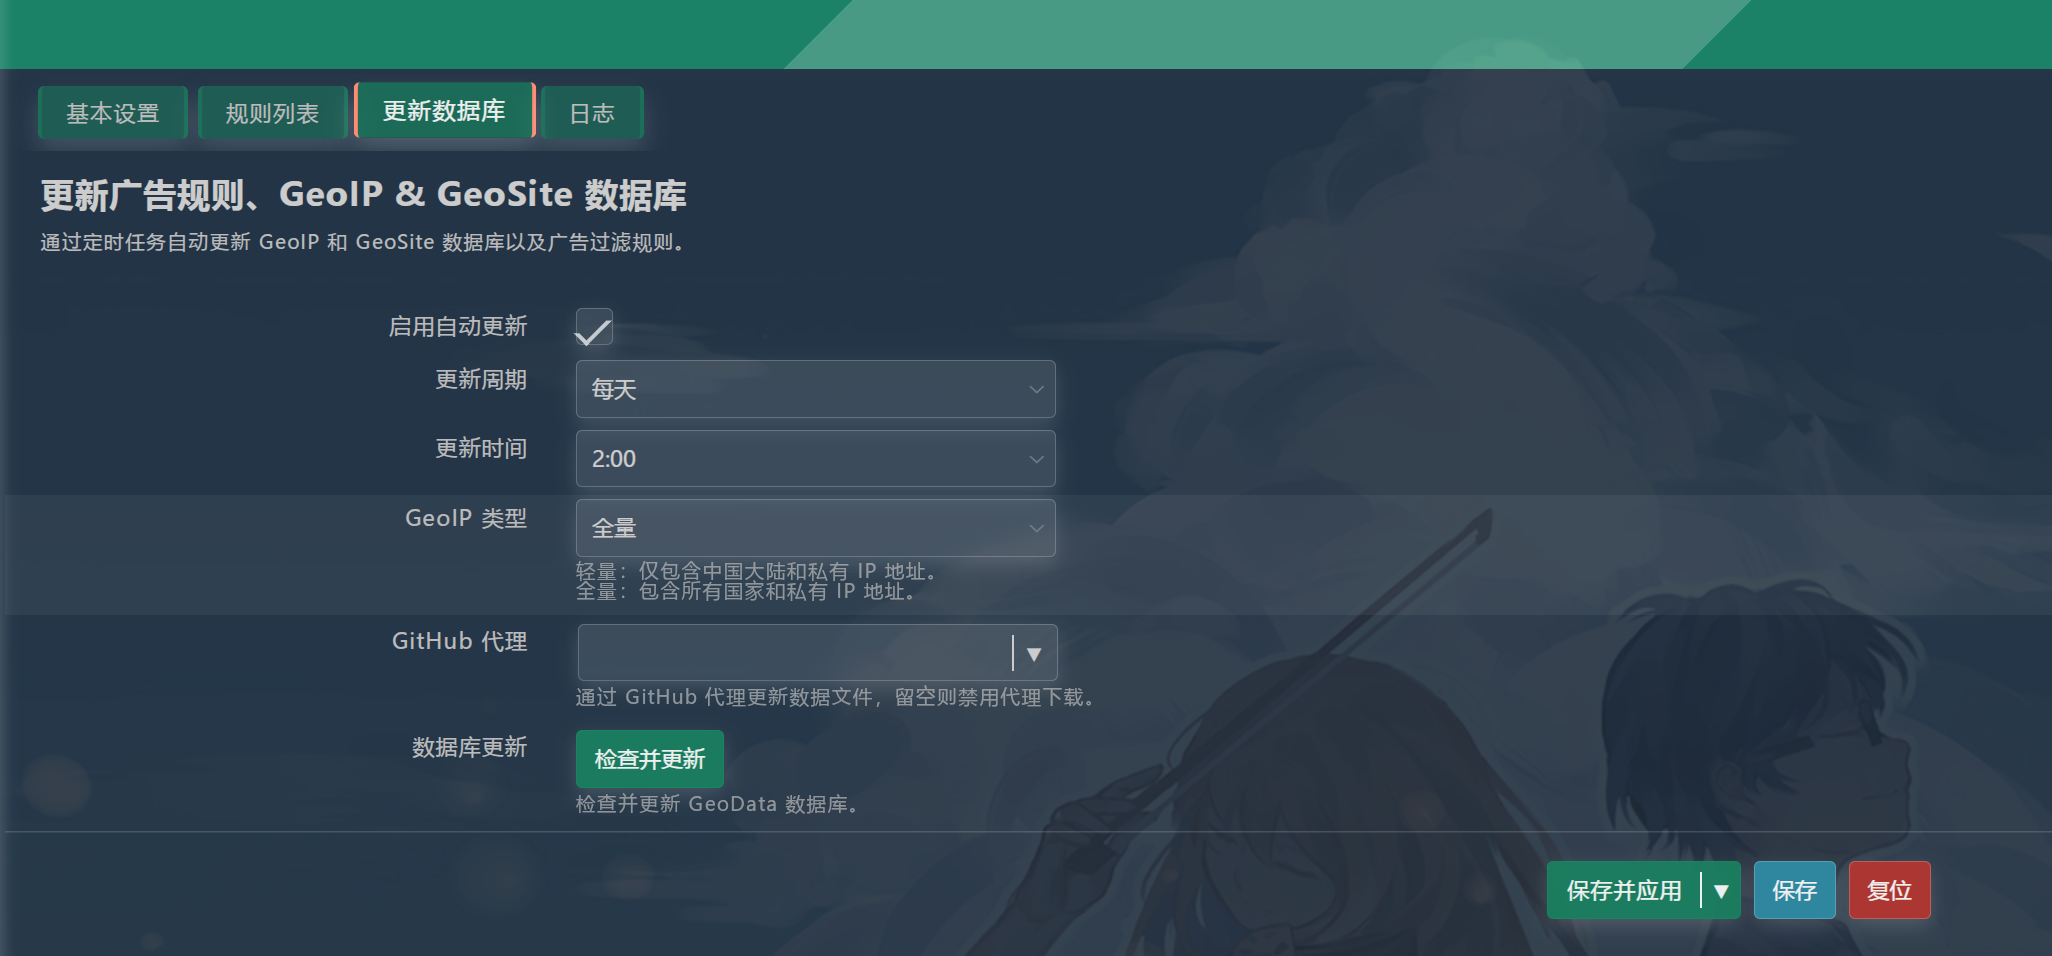 基本设置 规则列表 更新数据库 日志
更新广告规则、GeoIP & GeoSite 数据库
通过定时任务自动更新 GeoIP 和 GeoSite 数据库以及广告过滤规则。
启用自动更新
更新周期 每天
更新时间 2:00
GeoIP 类型 全量
轻量：仅包含中国大陆和私有 IP 地址。
全量：包含所有国家和私有 IP 地址。
GitHub 代理
通过 GitHub 代理更新数据文件，留空则禁用代理下载。
数据库更新 检查并更新
检查并更新 GeoData 数据库。
保存并应用 保存 复位